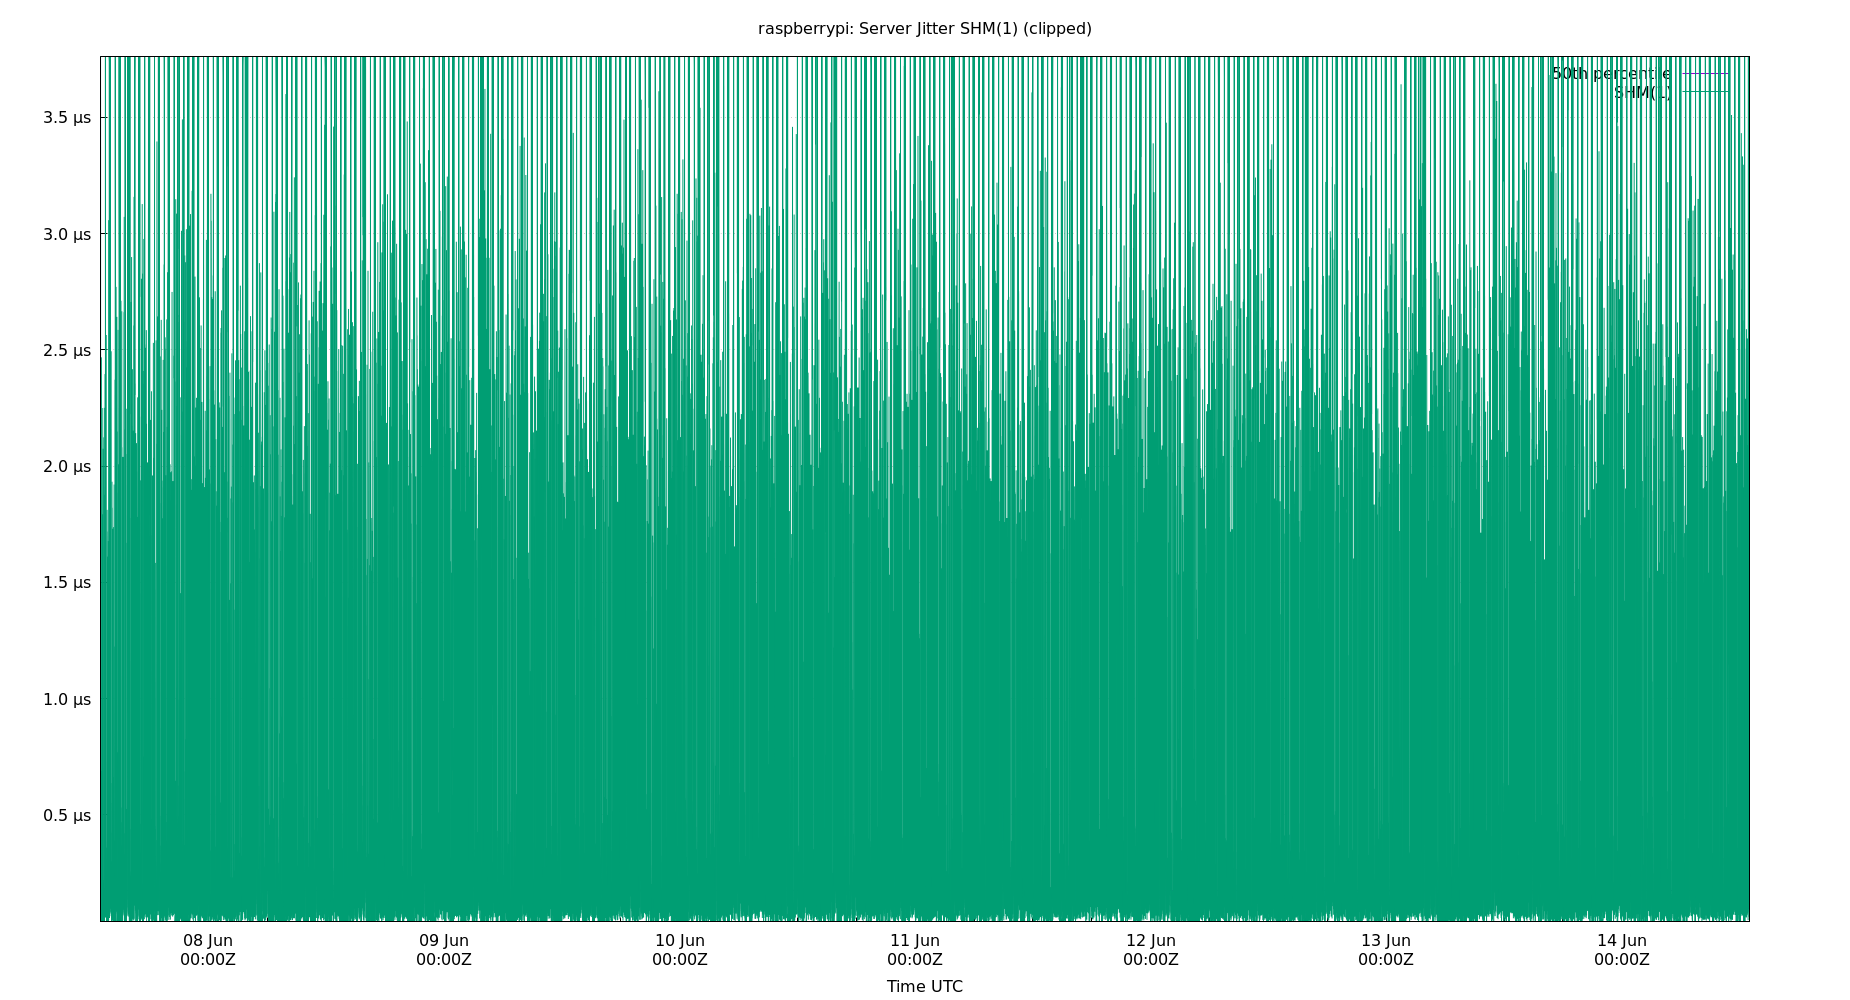 raspberrypi: Server Jitter SHM(1) (clipped)
50th percentile
SHM(1)
3.5 µs
3.0 µs
2.5 µs
2.0 µs
1.5 µs
1.0 µs
0.5 µs
08 Jun 09 Jun 10 Jun 11 Jun 12 Jun 13 Jun 14 Jun
00:00Z 00:00Z 00:00Z 00:00Z 00:00Z 00:00Z 00:00Z
Time UTC